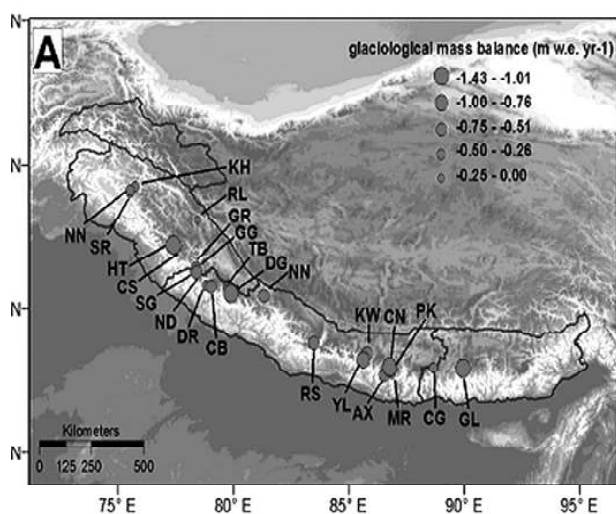 N
A
glaciological mass balance (m w.e. yr-1)
-1.43 - -1.01
-1.00 - -0.76
-0.75 - -0.51
-0.50 - -0.26
-0.25 - 0.00
N
KH
RL
NN
SR
GR
GG
TB
HT
DG
CS
NN
SG
N
ND
DR
CB
KW
CN
PK
RS
YL
AX
MR
CG
GL
Kilometers
0 125 250 500
N
75° E
80° E
85° E
90° E
95° E